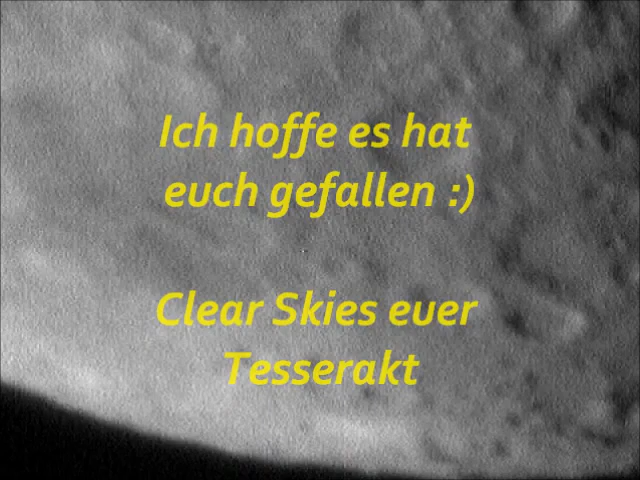 Ich hoffe es hat
euch gefallen :)
Clear Skies euer
Tesserakt